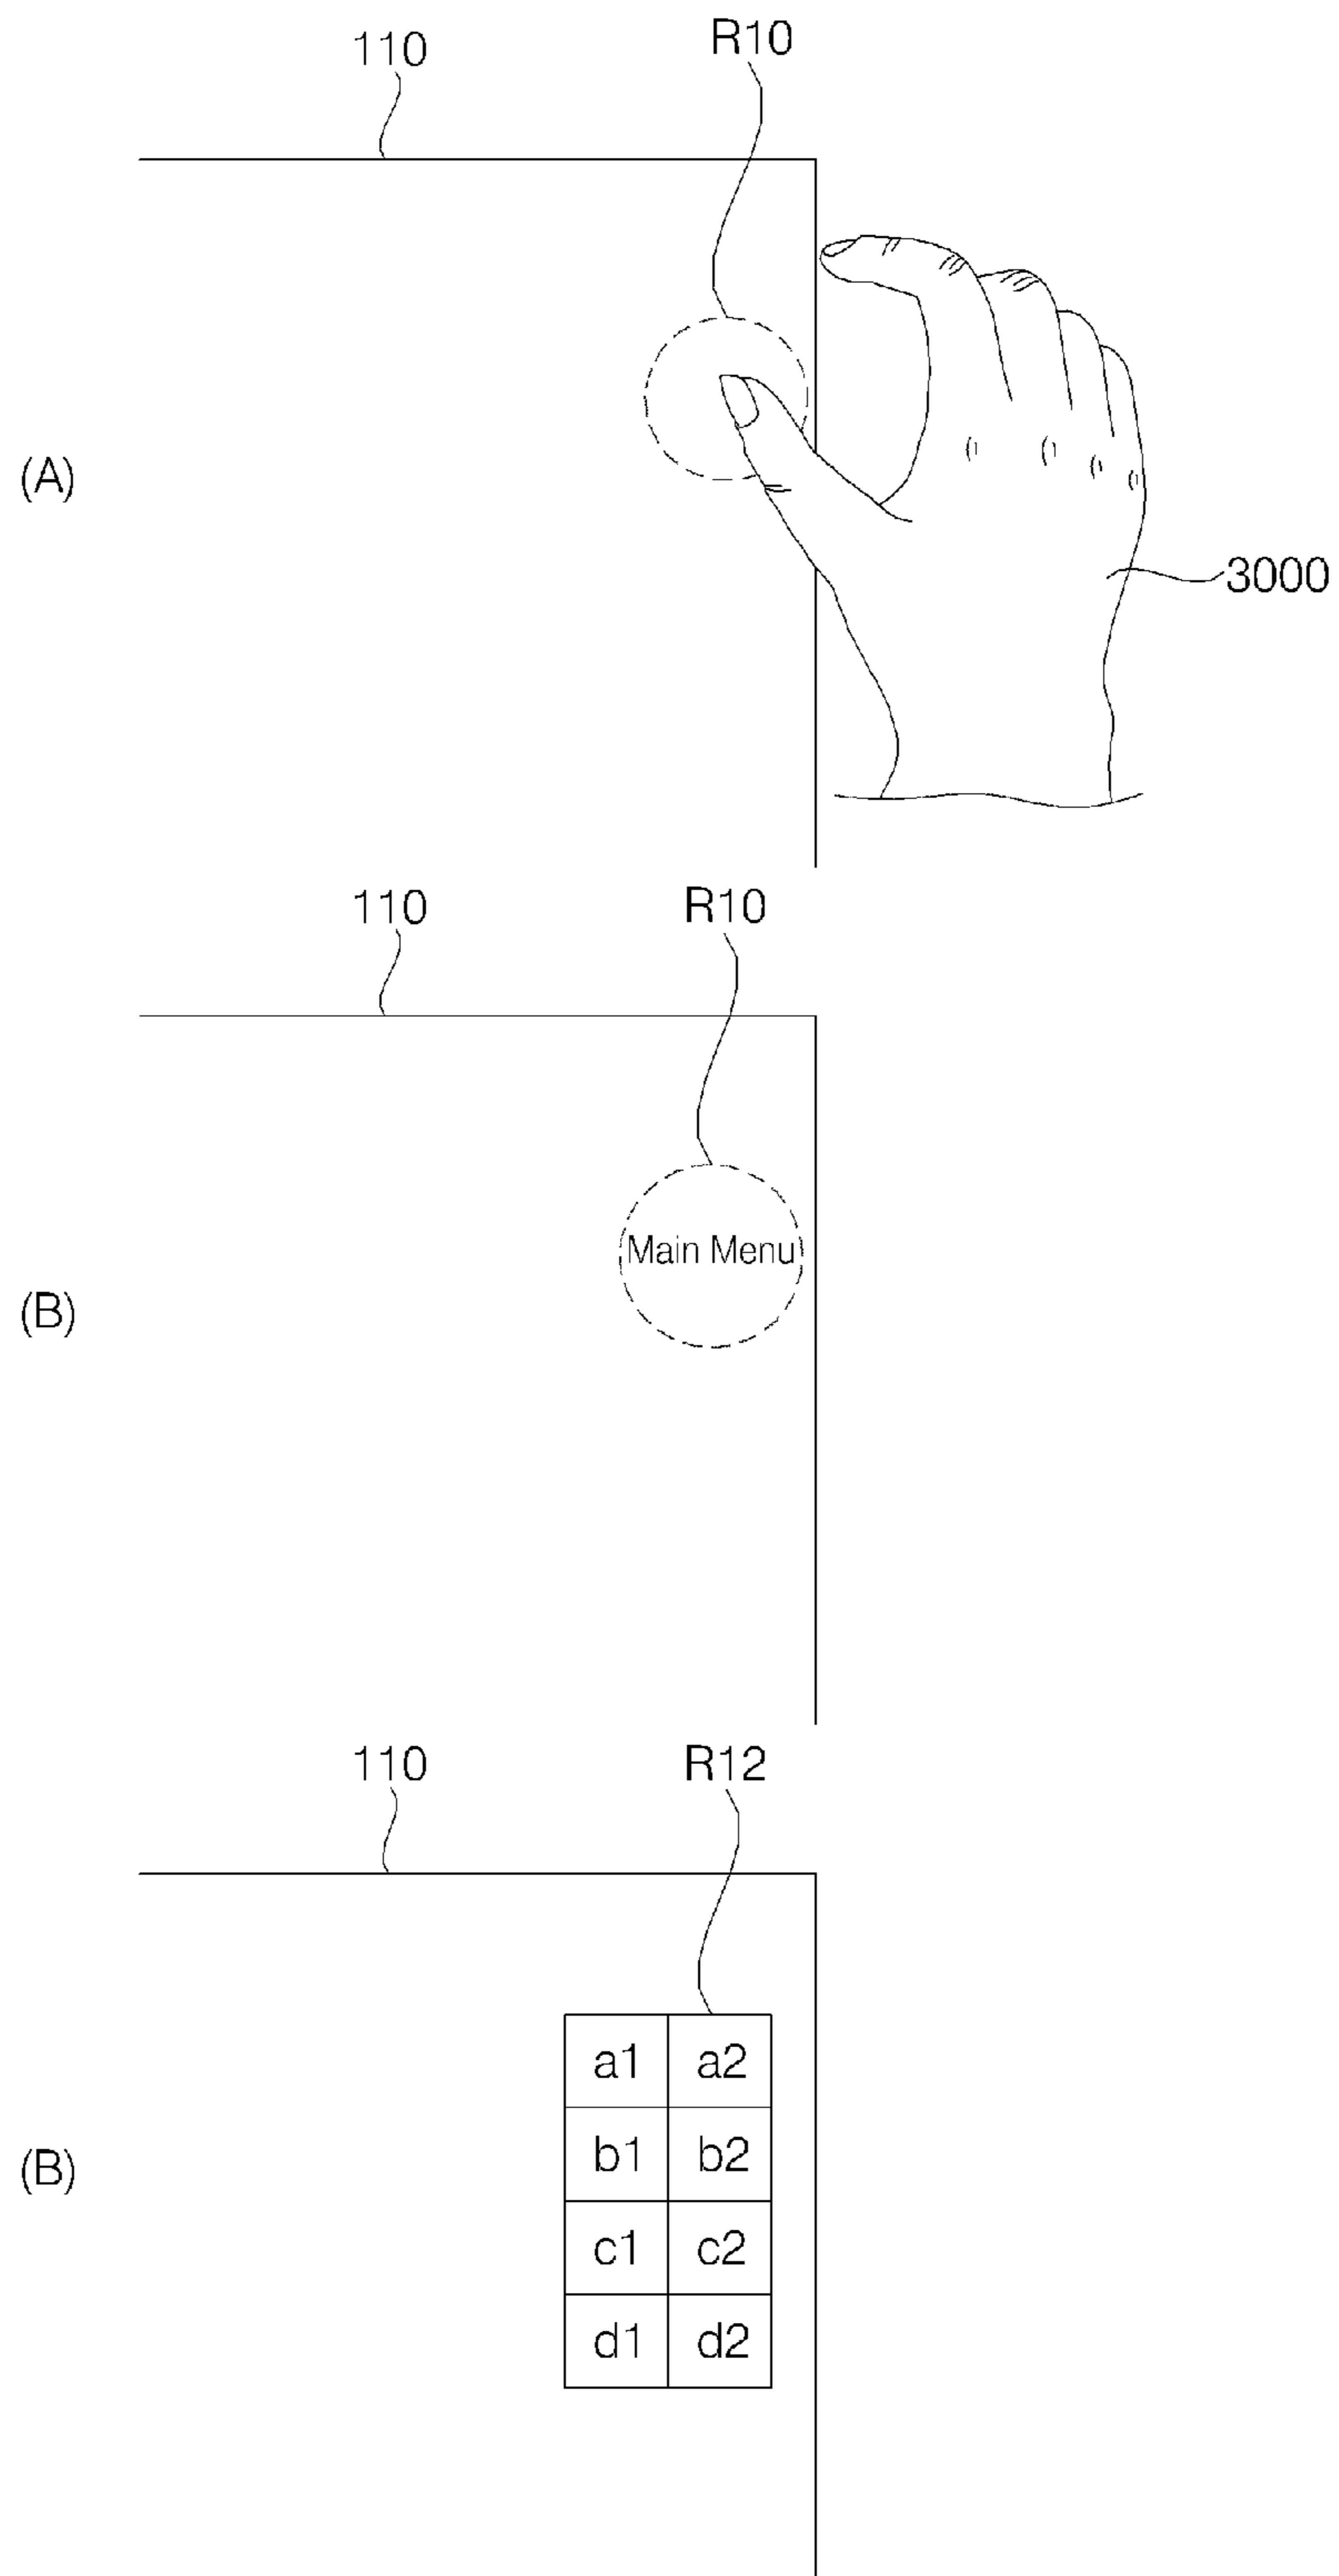 110 R10
(A)
3000
110 R10
Main Menu
(B)
110 R12
a1 a2
b1 b2
(B)
c1 c2
d1 d2